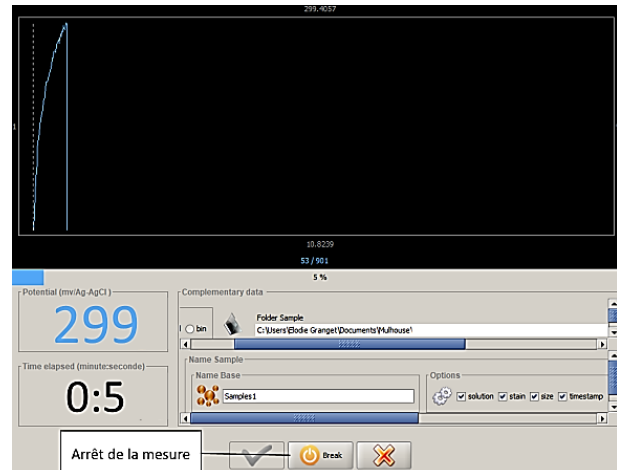 299.4057
1
10.8239
53 / 901
5 %
Potential (mv/Ag-AgCl )
299
Complementary data
bin
Folder Sample
C:\Users\Elodie Granget\Documents\Mulhouse\
Time elapsed (minute:seconde)
0:5
Name Sample
Name Base
Samples1
Options
solution stain size timestamp
Arrêt de la mesure
Break